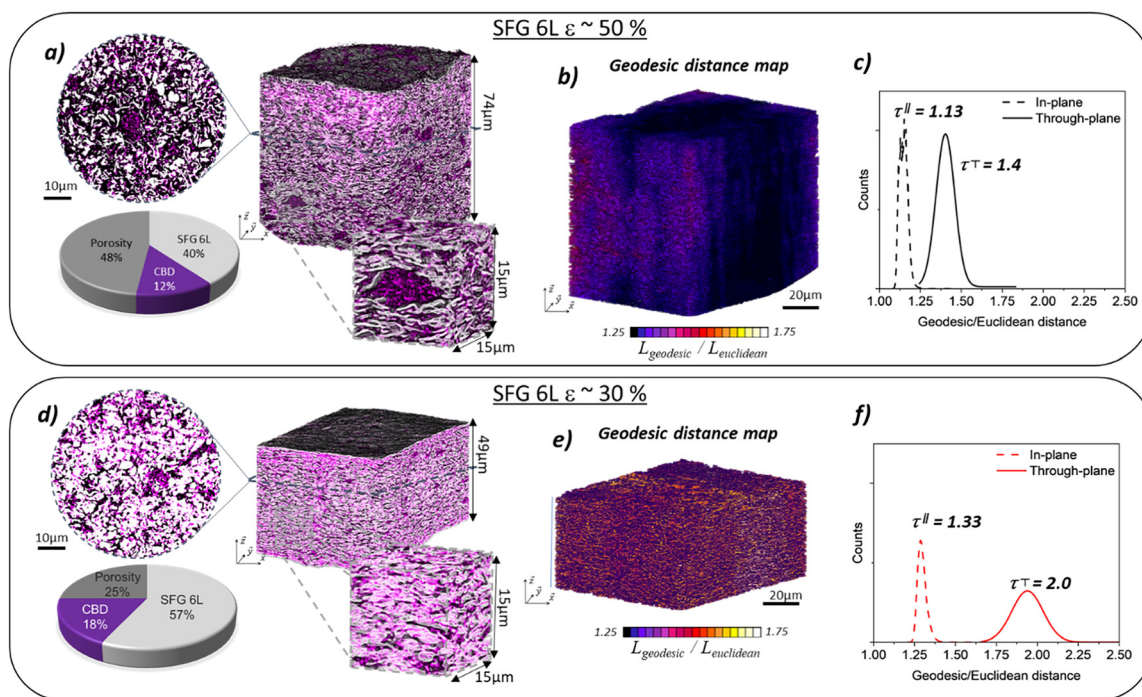 SFG 6L ε ~ 50 %
a)
10μm
Porosity
48%
SFG 6L
40%
CBD
12%
74μm
z
y
x
15μm
15μm
b)
Geodesic distance map
z
y
x
20μm
1.25 1.75
Lgeodesic / Leuclidean
c)
In-plane
Through-plane
τ// = 1.13
τ⊤ = 1.4
Counts
1.00 1.25 1.50 1.75 2.00 2.25 2.50
Geodesic/Euclidean distance
SFG 6L ε ~ 30 %
d)
10μm
Porosity
25%
CBD
18%
SFG 6L
57%
49μm
z
y
x
15μm
15μm
e)
Geodesic distance map
z
y
x
20μm
1.25 1.75
Lgeodesic / Leuclidean
f)
In-plane
Through-plane
τ// = 1.33
τ⊤ = 2.0
Counts
1.00 1.25 1.50 1.75 2.00 2.25 2.50
Geodesic/Euclidean distance